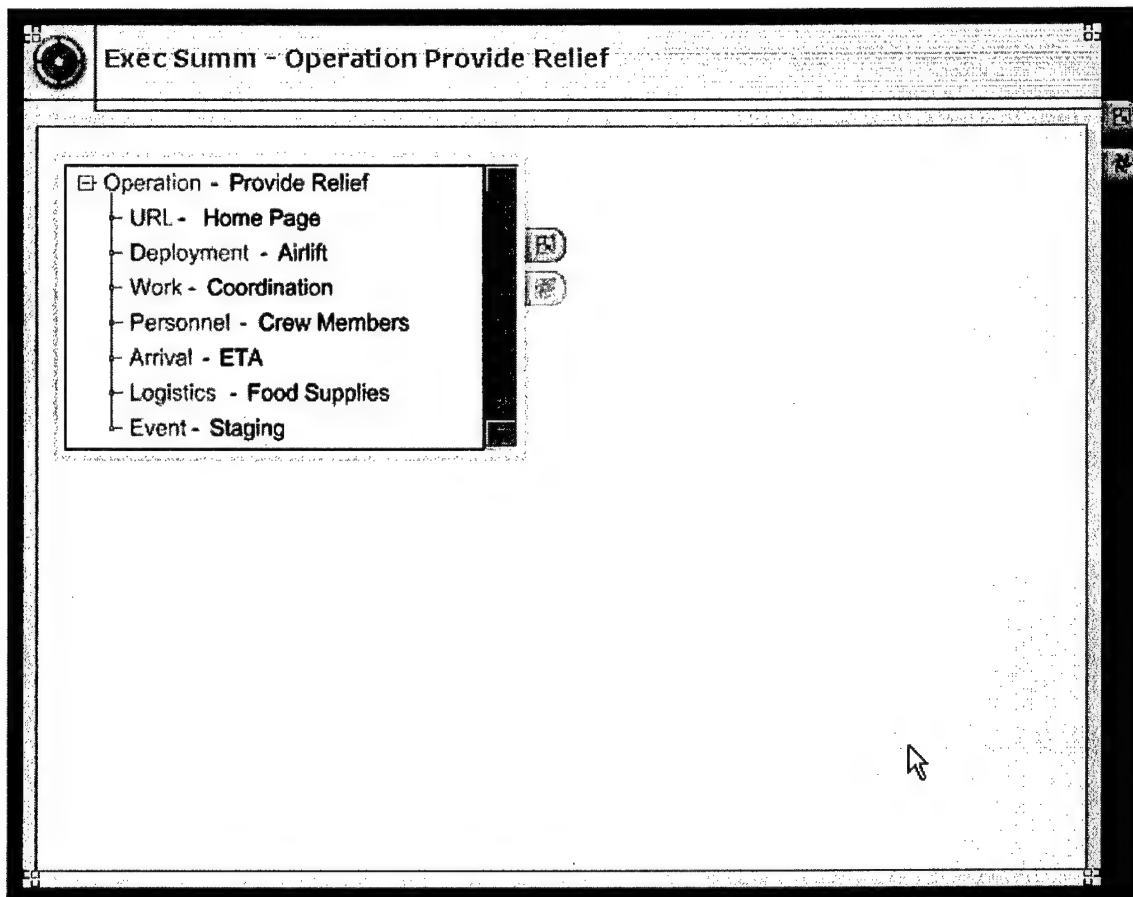 Exec Summ - Operation Provide Relief
Operation - Provide Relief
URL - Home Page
Deployment - Airlift
Work - Coordination
Personnel - Crew Members
Arrival - ETA
Logistics - Food Supplies
Event - Staging